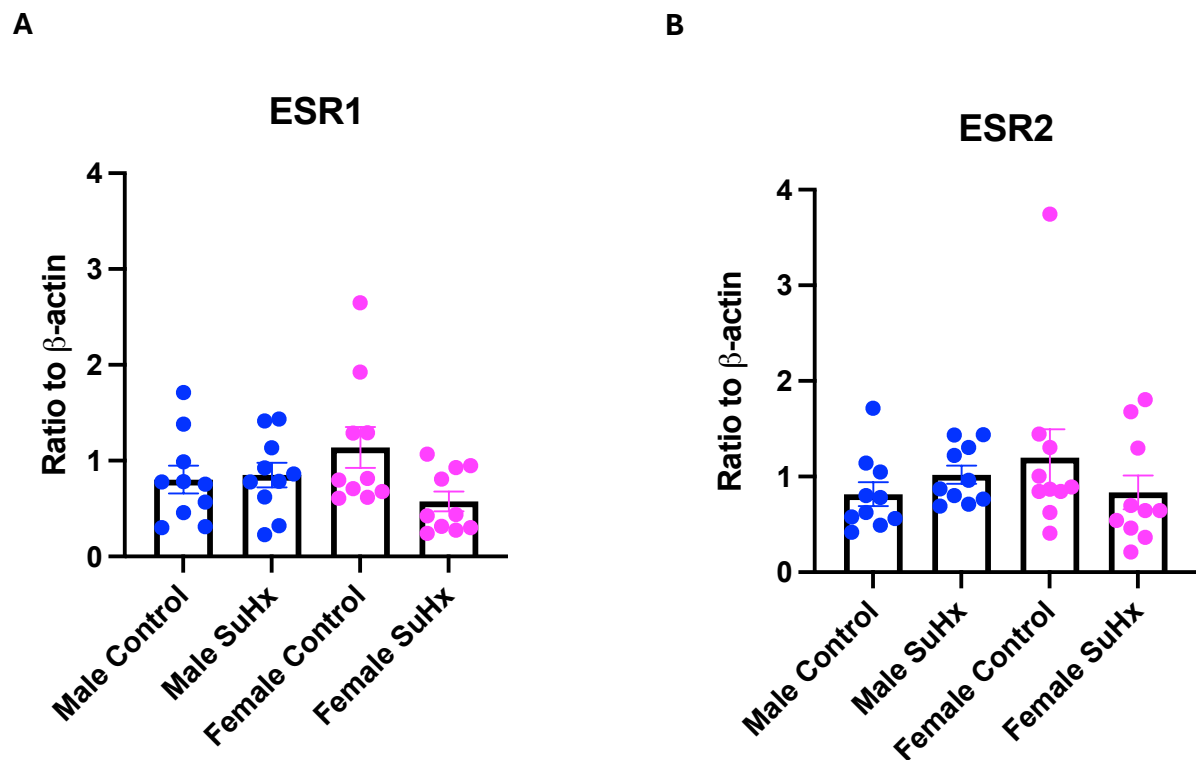 A
ESR1
Ratio to β-actin
4
3
2
1
0
Male Control
Male SuHx
Female Control
Female SuHx
B
ESR2
Ratio to β-actin
4
3
2
1
0
Male Control
Male SuHx
Female Control
Female SuHx